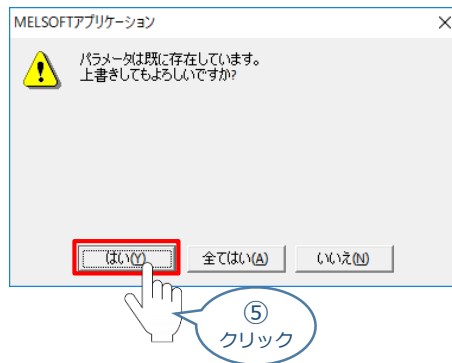 MELSOFTアプリケーション
パラメータは既に存在しています。
上書きしてもよろしいですか?
はい(Y) 全てはい(A) いいえ(N)
⑤
クリック